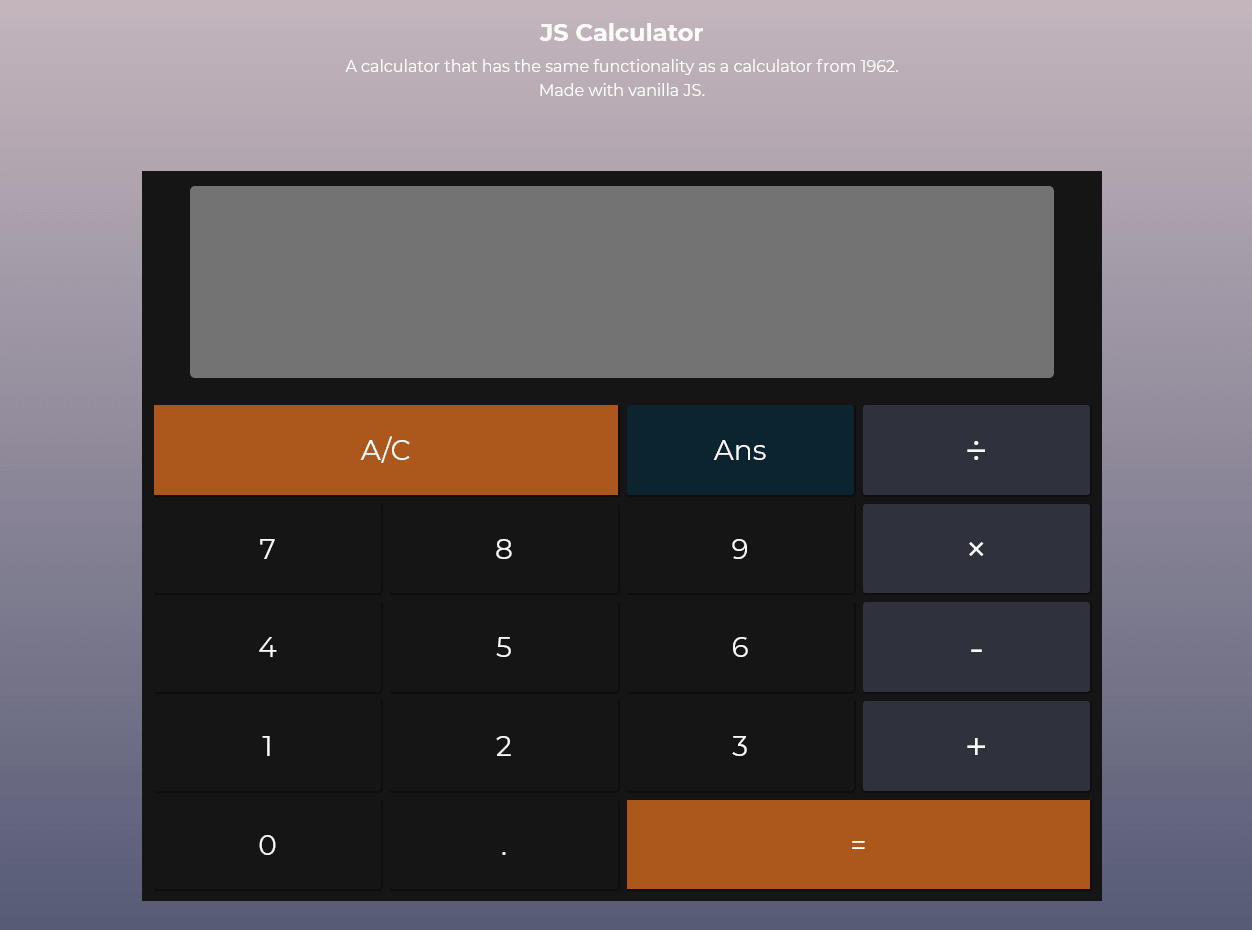 JS Calculator
A calculator that has the same functionality as a calculator from 1962.
Made with vanilla JS.
A/C Ans ÷
7 8 9 ×
4 5 6 -
1 2 3 +
0 . =